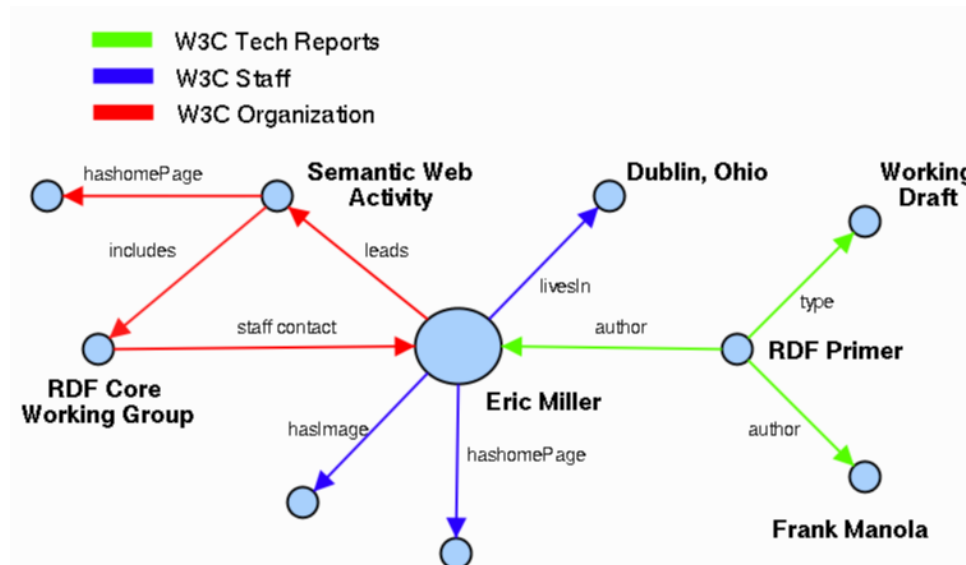 W3C Tech Reports
W3C Staff
W3C Organization
hashomePage
Semantic Web
Activity
Dublin, Ohio
Working
Draft
includes
leads
livesIn
type
staff contact
author
RDF Primer
RDF Core
Working Group
Eric Miller
hasImage
hashomePage
author
Frank Manola